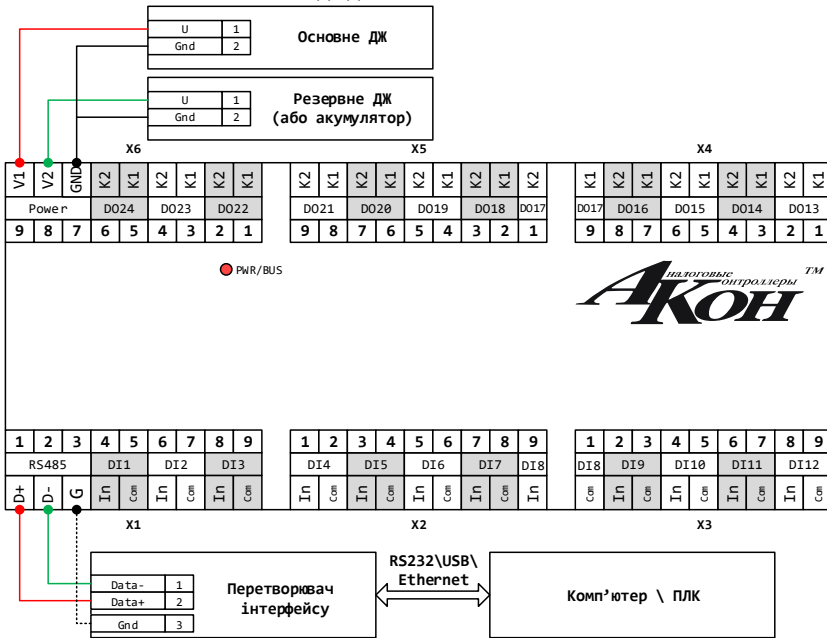 U 1
Gnd 2
Основне ДЖ
U 1
Gnd 2
Резервне ДЖ
(або акумулятор)
X6 X5 X4
V1 V2 GND K2 K1 K2 K1 K2 K1 K2 K1 K2 K1 K2 K1 K2 K1 K2 K1 K2 K1 K2 K1 K2 K1 K2 K1
Power DO24 DO23 DO22 DO21 DO20 DO19 DO18 DO17 DO17 DO16 DO15 DO14 DO13
9 8 7 6 5 4 3 2 1 9 8 7 6 5 4 3 2 1 9 8 7 6 5 4 3 2 1
PWR/BUS
АКОН
налоговые
онтроллеры
TM
1 2 3 4 5 6 7 8 9 1 2 3 4 5 6 7 8 9 1 2 3 4 5 6 7 8 9
RS485 DI1 DI2 DI3 DI4 DI5 DI6 DI7 DI8 DI8 DI9 DI10 DI11 DI12
D+ D- G In Com In Com In Com In Com In Com In Com In Com In Com In Com In Com In Com In Com
X1 X2 X3
Data- 1
Data+ 2
Gnd 3
Перетворювач
інтерфейсу
RS232\USB\
Ethernet
Комп’ютер \ ПЛК